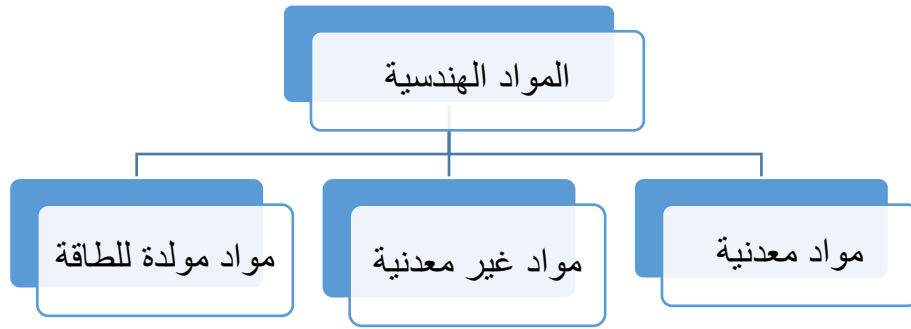 المواد الهندسية
مواد معدنية
مواد غير معدنية
مواد مولدة للطاقة